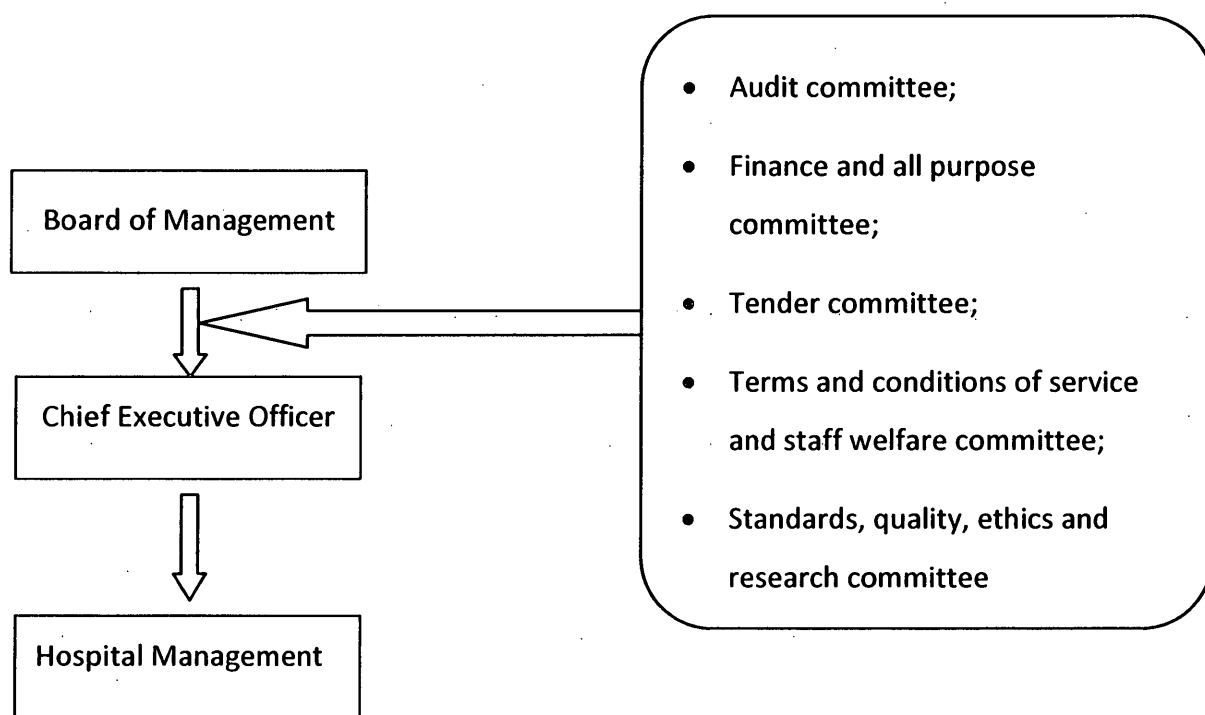 Board of Management
Chief Executive Officer
Hospital Management
• Audit committee;
• Finance and all purpose
committee;
• Tender committee;
• Terms and conditions of service
and staff welfare committee;
• Standards, quality, ethics and
research committee